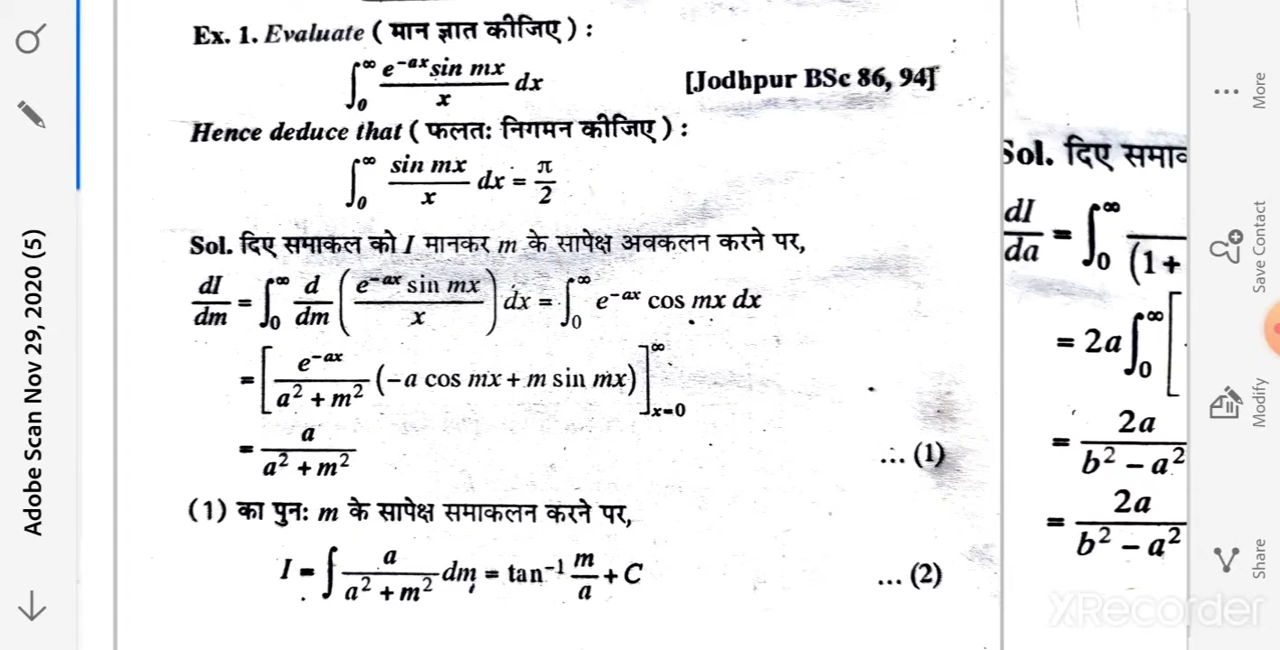 Ex. 1. Evaluate ( मान ज्ञात कीजिए ) :
∫₀^∞ (e^(-ax) sin mx)/x dx [Jodhpur BSc 86, 94]
Hence deduce that ( फलतः निगमन कीजिए ) :
∫₀^∞ (sin mx)/x dx = π/2
Sol. दिए समाकल को I मानकर m के सापेक्ष अवकलन करने पर,
dI/dm = ∫₀^∞ d/dm ((e^(-ax) sin mx)/x) dx = ∫₀^∞ e^(-ax) cos mx dx
= [e^(-ax)/(a² + m²) (-a cos mx + m sin mx)]_(x=0)^∞
= a/(a² + m²) ... (1)
(1) का पुनः m के सापेक्ष समाकलन करने पर,
I = ∫ a/(a² + m²) dm = tan⁻¹ m/a + C ... (2)
Sol. दिए
dI/da = ∫₀^∞ (1+
= 2a ∫₀^∞ [
= 2a/(b² – a²
= 2a/(b² – a²
Adobe Scan Nov 29, 2020 (5)
More
Save Contact
Modify
Share
XRecorder